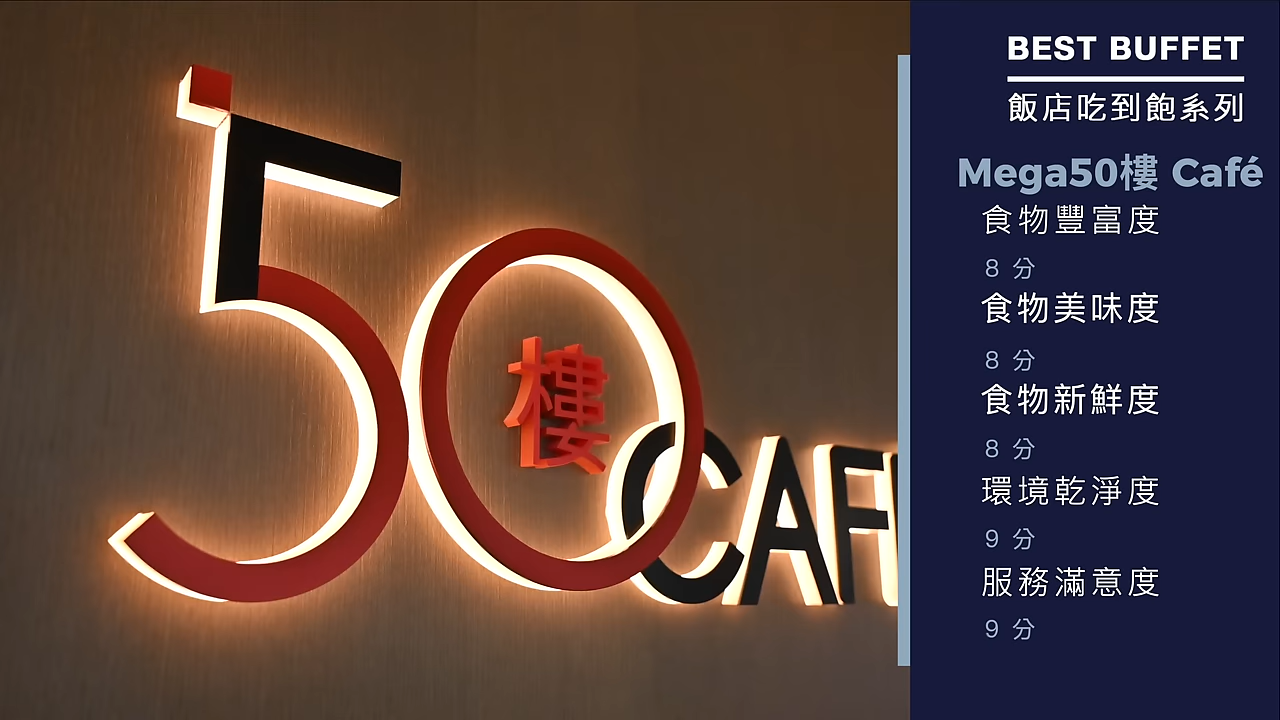 50
樓
CAFE
BEST BUFFET
飯店吃到飽系列
Mega50樓 Café
食物豐富度
8 分
食物美味度
8 分
食物新鮮度
8 分
環境乾淨度
9 分
服務滿意度
9 分